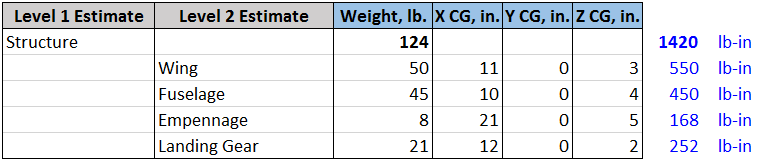 Level 1 Estimate Level 2 Estimate Weight, lb. X CG, in. Y CG, in. Z CG, in.
Structure 124 1420 lb-in
Wing 50 11 0 3 550 lb-in
Fuselage 45 10 0 4 450 lb-in
Empennage 8 21 0 5 168 lb-in
Landing Gear 21 12 0 2 252 lb-in